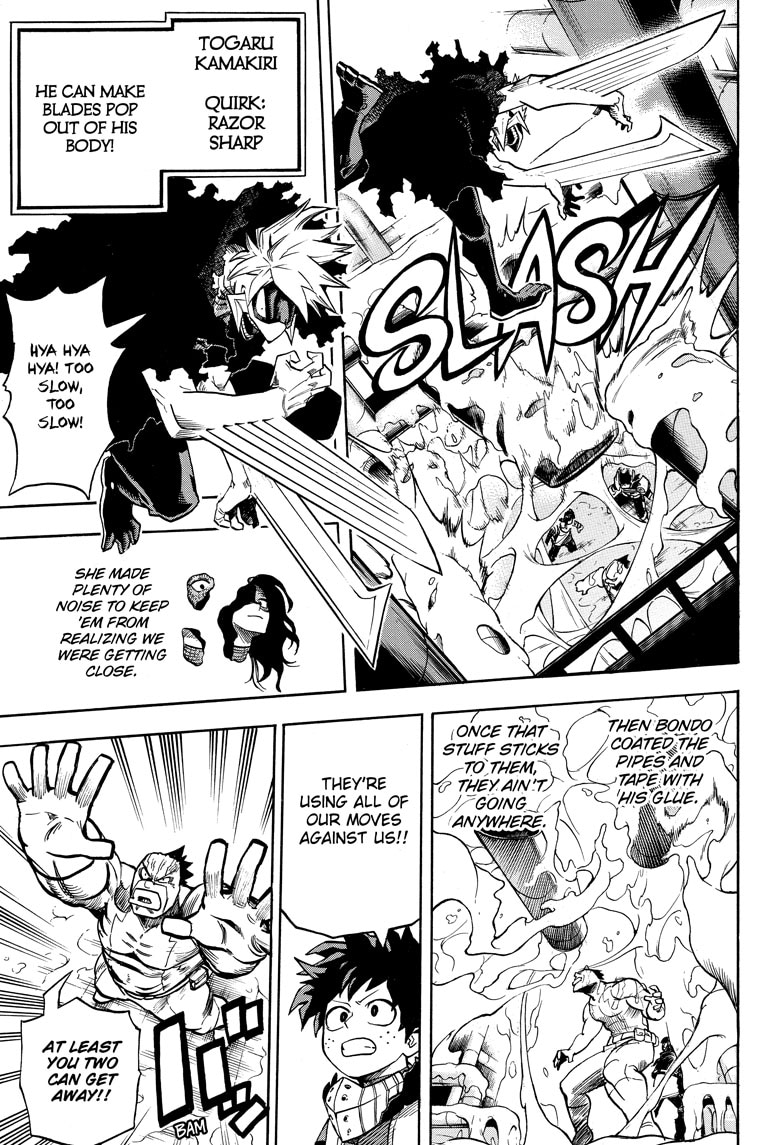 SLASH
TOGARU
KAMAKIRI
QUIRK:
RAZOR
SHARP
HE CAN MAKE
BLADES POP
OUT OF HIS
BODY!
HYA HYA
HYA! TOO
SLOW,
TOO
SLOW!
SHE MADE
PLENTY OF
NOISE TO KEEP
'EM FROM
REALIZING WE
WERE GETTING
CLOSE.
THEN BONDO
COATED THE
PIPES AND
TAPE WITH
HIS GLUE.
ONCE THAT
STUFF STICKS
TO THEM,
THEY AIN'T
GOING
ANYWHERE.
THEY'RE
USING ALL OF
OUR MOVES
AGAINST US!!
バッ
BAM
AT LEAST
YOU TWO
CAN GET
AWAY!!